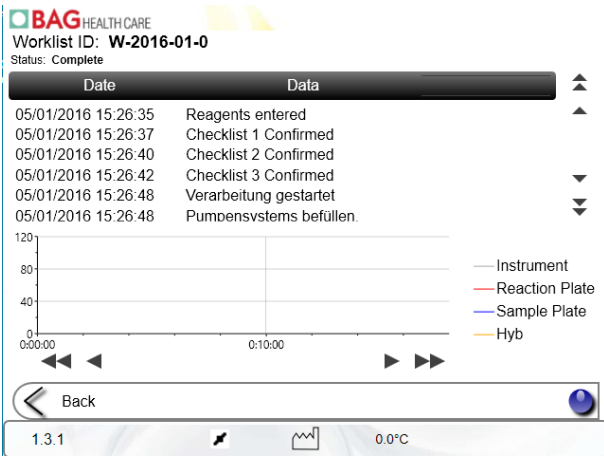 BAG HEALTH CARE
Worklist ID: W-2016-01-0
Status: Complete
Date Data
05/01/2016 15:26:35 Reagents entered
05/01/2016 15:26:37 Checklist 1 Confirmed
05/01/2016 15:26:40 Checklist 2 Confirmed
05/01/2016 15:26:42 Checklist 3 Confirmed
05/01/2016 15:26:48 Verarbeitung gestartet
05/01/2016 15:26:48 Pumpensystems befüllen.
120
80
40
0
0:00:00 0:10:00
Instrument
Reaction Plate
Sample Plate
Hyb
Back
1.3.1 0.0°C